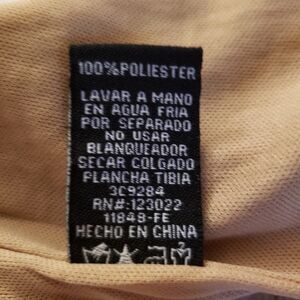 100%POLIESTER
LAVAR A MANO
EN AGUA FRIA
POR SEPARADO
NO USAR
BLANQUEADOR
SECAR COLGADO
PLANCHA TIBIA
3C9284
RN#:123022
11848-FE
HECHO EN CHINA